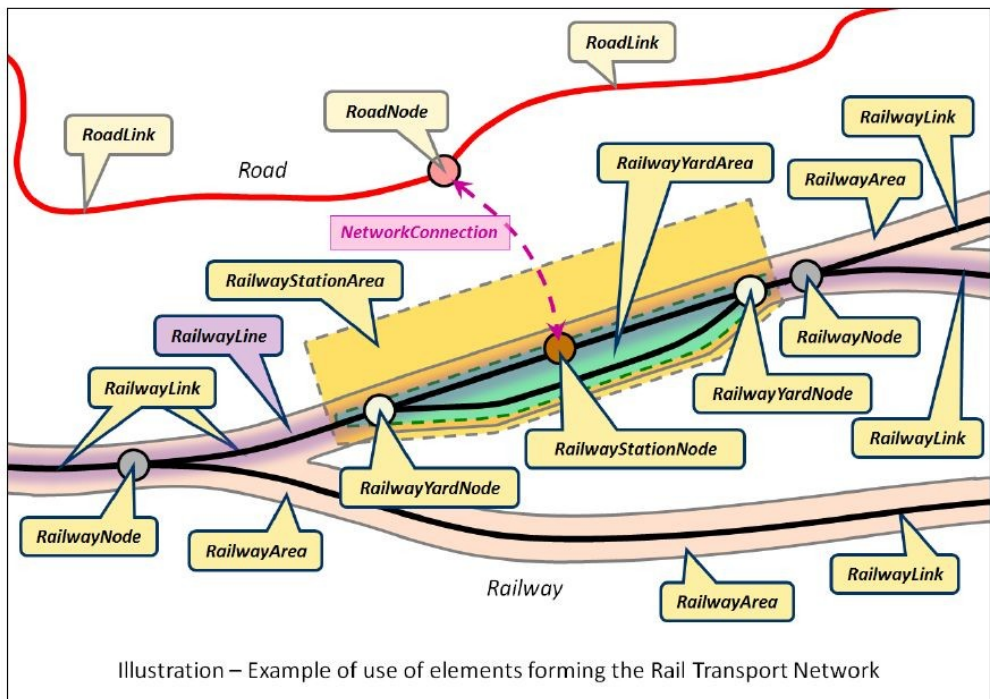 RoadLink
RailwayLink
RoadNode
RoadLink
RailwayYardArea
RailwayArea
Road
NetworkConnection
RailwayStationArea
RailwayLine
RailwayNode
RailwayLink
RailwayYardNode
RailwayLink
RailwayStationNode
RailwayYardNode
RailwayNode
RailwayArea
RailwayLink
Railway
RailwayArea
Illustration – Example of use of elements forming the Rail Transport Network